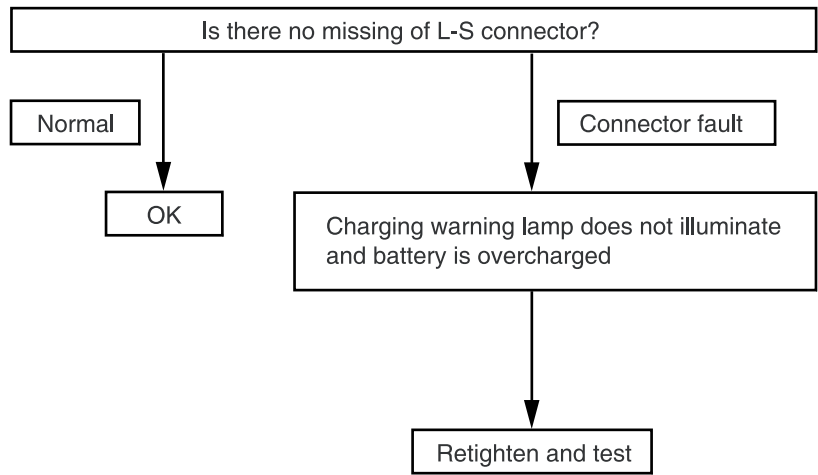 Is there no missing of L-S connector?
Normal
Connector fault
OK
Charging warning lamp does not illuminate
and battery is overcharged
Retighten and test